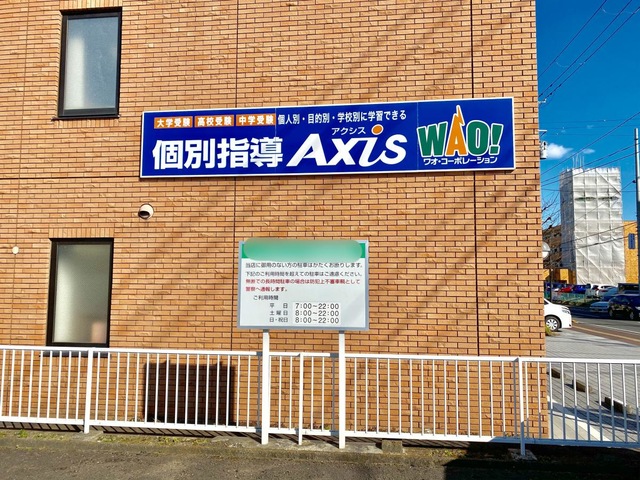 大学受験 高校受験 中学受験 個人別・目的別・学校別に学習できる
個別指導 Axis
アクシス
WAO!
ワオ・コーポレーション
当店に御用のない方の駐車はかたくお断りします。
下記のご利用時間を超えての駐車はご遠慮ください。
無断での長時間駐車の場合は防犯上不審車輌として
警察へ通報します。
ご利用時間
平 日 7:00～22:00
土曜日 8:00～22:00
日・祝日 8:00～22:00